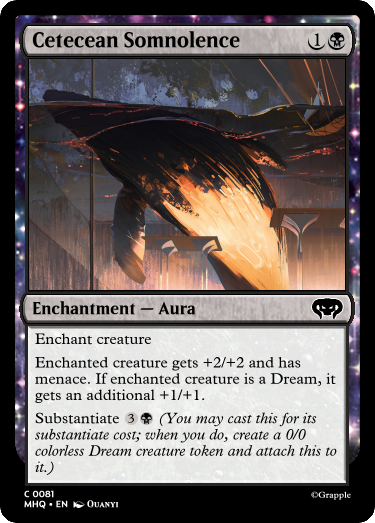 Cetecean Somnolence 1
Enchantment — Aura
Enchant creature
Enchanted creature gets +2/+2 and has
menace. If enchanted creature is a Dream, it
gets an additional +1/+1.
Substantiate 3 (You may cast this for its
substantiate cost; when you do, create a 0/0
colorless Dream creature token and attach this
to it.)
C 0081
MHQ • EN Quanyi
©Grapple